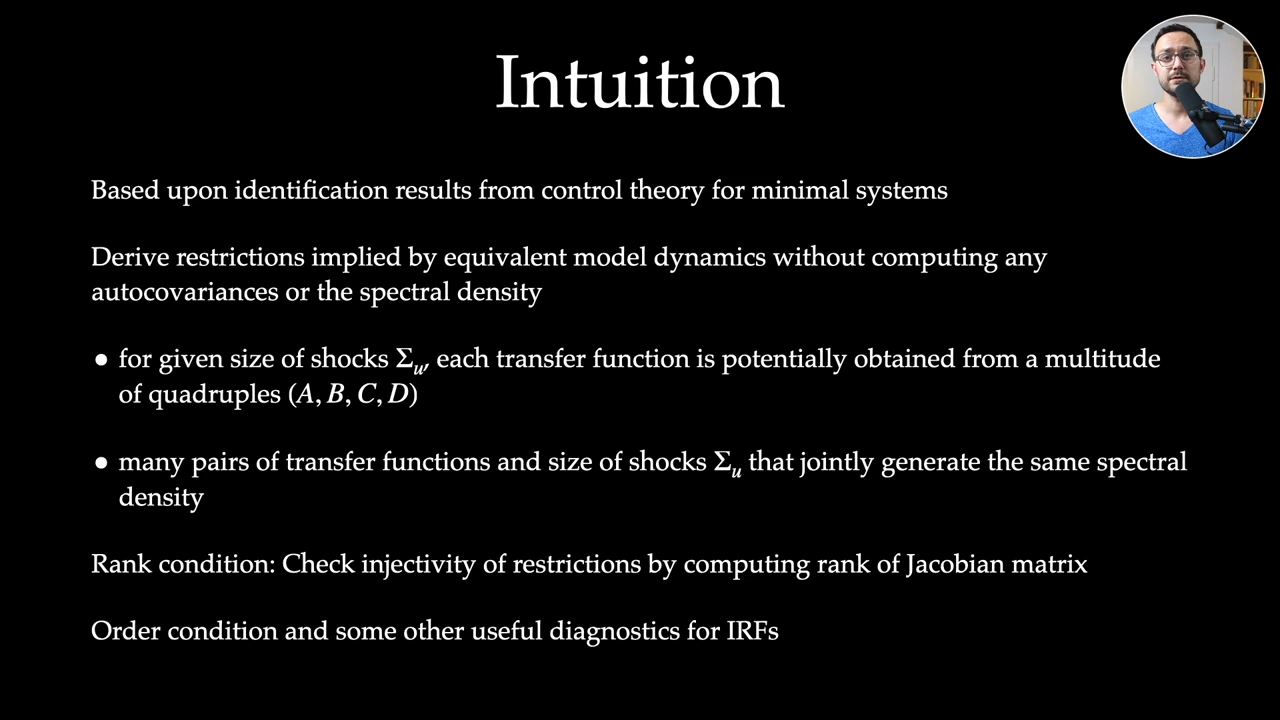 Intuition
Based upon identification results from control theory for minimal systems
Derive restrictions implied by equivalent model dynamics without computing any
autocovariances or the spectral density
• for given size of shocks Σᵤ, each transfer function is potentially obtained from a multitude
of quadruples (A, B, C, D)
• many pairs of transfer functions and size of shocks Σᵤ that jointly generate the same spectral
density
Rank condition: Check injectivity of restrictions by computing rank of Jacobian matrix
Order condition and some other useful diagnostics for IRFs